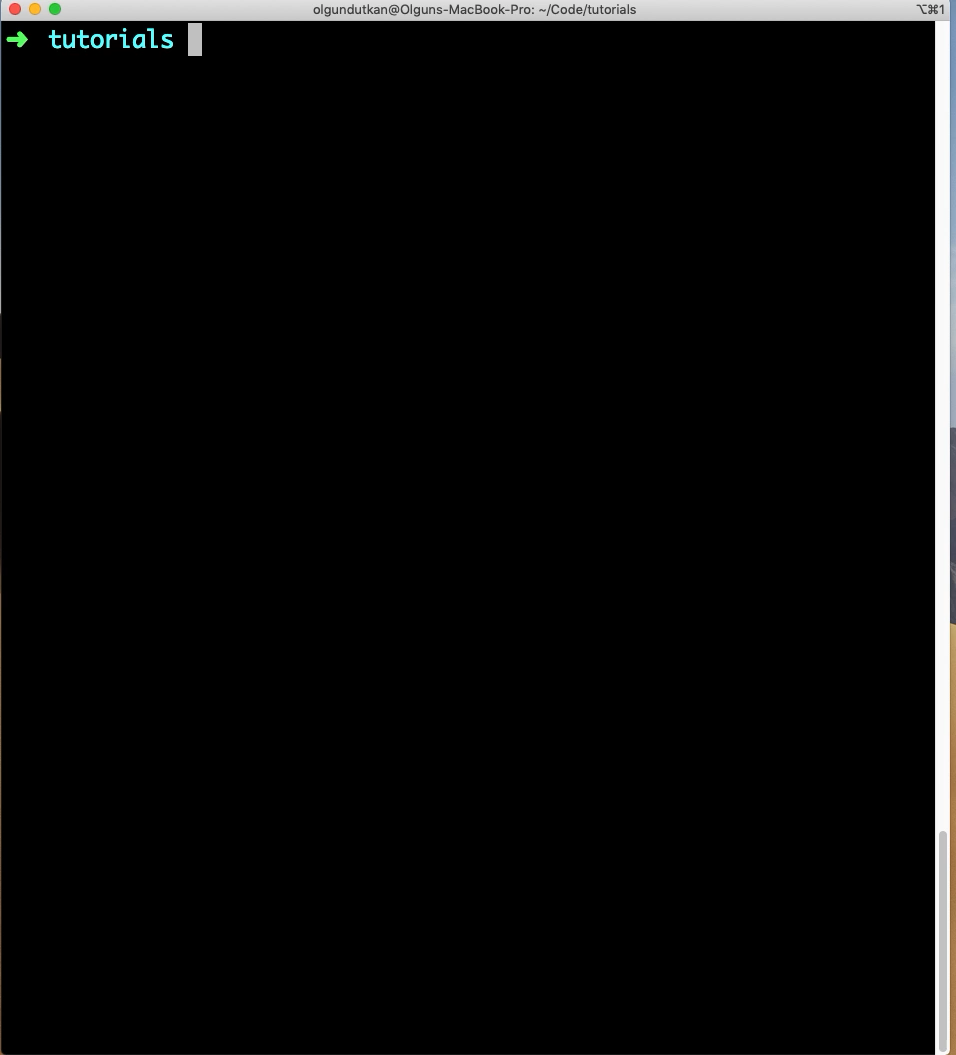 olgundutkan@Olguns-MacBook-Pro: ~/Code/tutorials
⌥⌘1
➜ tutorials